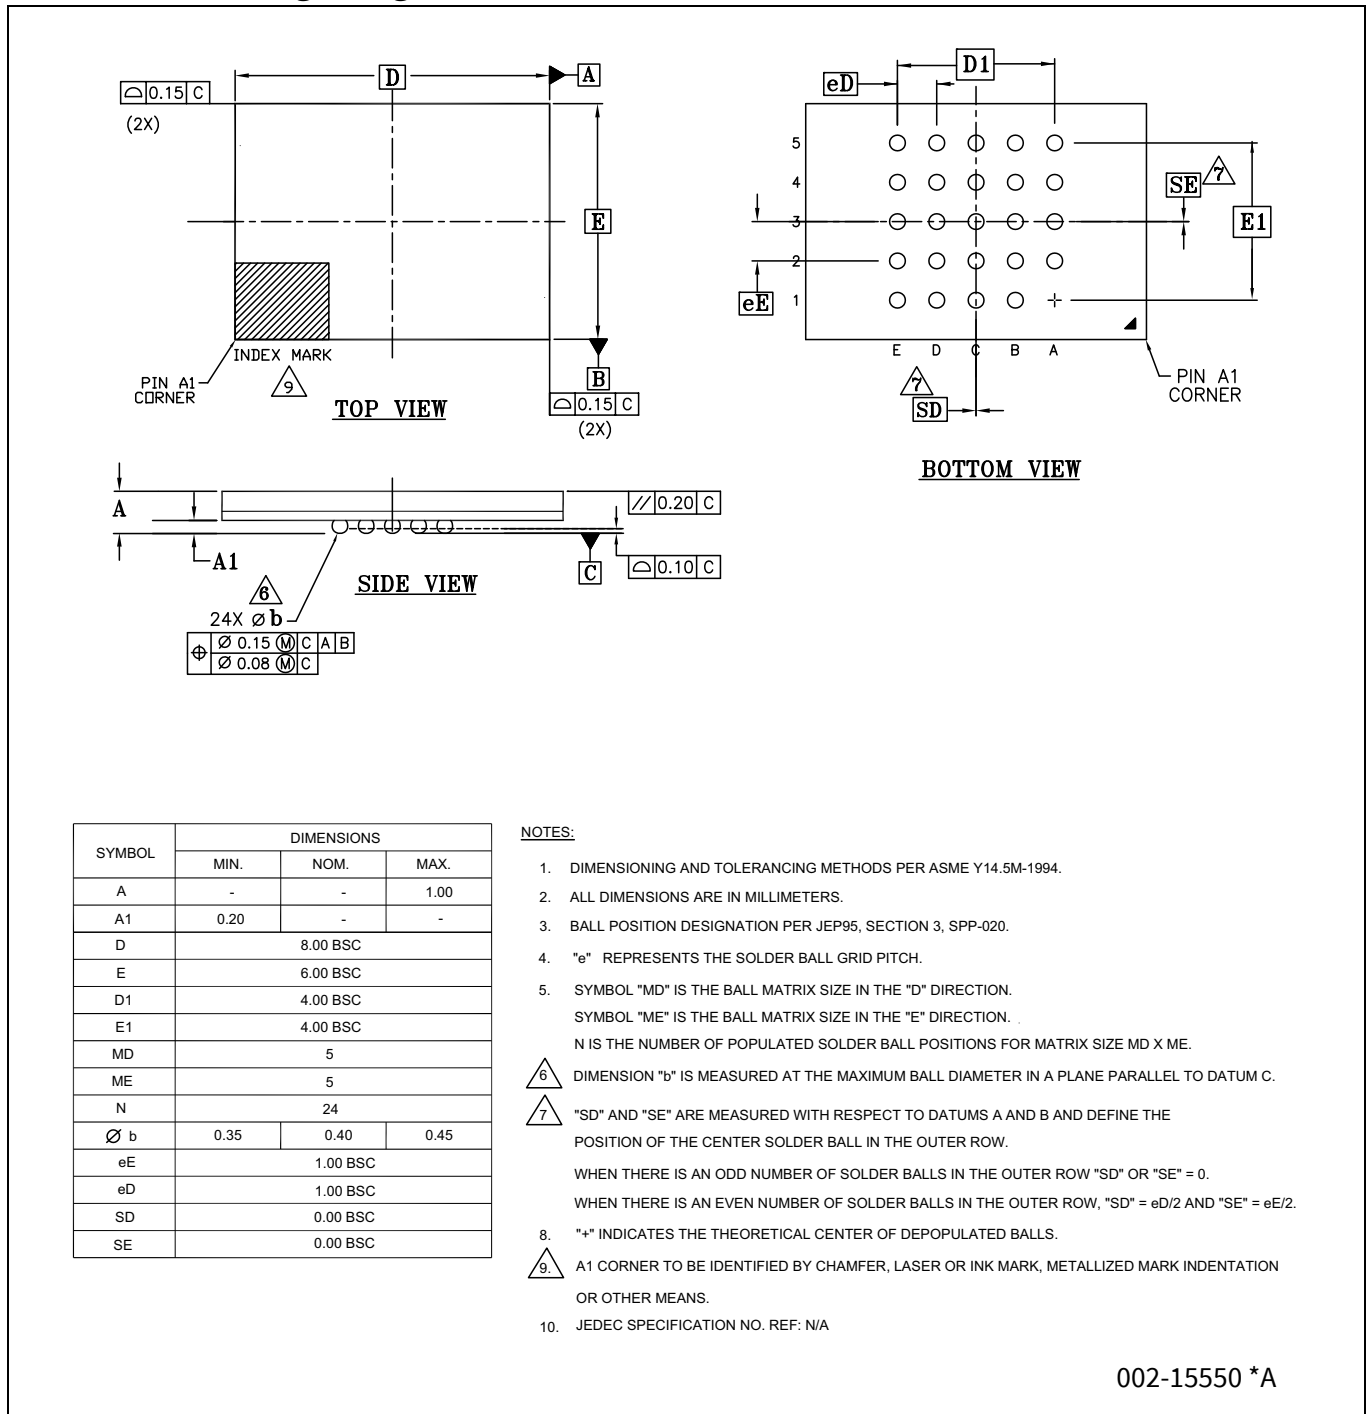 D
A
0.15 C
(2X)
E
INDEX MARK
9
PIN A1
CORNER
B
0.15 C
(2X)
TOP VIEW
D1
eD
5
4
3
2
1
SE
7
E1
eE
E D C B A
7
SD
PIN A1
CORNER
BOTTOM VIEW
A
A1
// 0.20 C
C
0.10 C
SIDE VIEW
6
24X Ø b
⌖ Ø 0.15 Ⓜ C A B
Ø 0.08 Ⓜ C
SYMBOL DIMENSIONS
MIN. NOM. MAX.
A - - 1.00
A1 0.20 - -
D 8.00 BSC
E 6.00 BSC
D1 4.00 BSC
E1 4.00 BSC
MD 5
ME 5
N 24
Ø b 0.35 0.40 0.45
eE 1.00 BSC
eD 1.00 BSC
SD 0.00 BSC
SE 0.00 BSC
NOTES:
1. DIMENSIONING AND TOLERANCING METHODS PER ASME Y14.5M-1994.
2. ALL DIMENSIONS ARE IN MILLIMETERS.
3. BALL POSITION DESIGNATION PER JEP95, SECTION 3, SPP-020.
4. "e" REPRESENTS THE SOLDER BALL GRID PITCH.
5. SYMBOL "MD" IS THE BALL MATRIX SIZE IN THE "D" DIRECTION.
SYMBOL "ME" IS THE BALL MATRIX SIZE IN THE "E" DIRECTION.
N IS THE NUMBER OF POPULATED SOLDER BALL POSITIONS FOR MATRIX SIZE MD X ME.
6 DIMENSION "b" IS MEASURED AT THE MAXIMUM BALL DIAMETER IN A PLANE PARALLEL TO DATUM C.
7 "SD" AND "SE" ARE MEASURED WITH RESPECT TO DATUMS A AND B AND DEFINE THE
POSITION OF THE CENTER SOLDER BALL IN THE OUTER ROW.
WHEN THERE IS AN ODD NUMBER OF SOLDER BALLS IN THE OUTER ROW "SD" OR "SE" = 0.
WHEN THERE IS AN EVEN NUMBER OF SOLDER BALLS IN THE OUTER ROW, "SD" = eD/2 AND "SE" = eE/2.
8. "+" INDICATES THE THEORETICAL CENTER OF DEPOPULATED BALLS.
9. A1 CORNER TO BE IDENTIFIED BY CHAMFER, LASER OR INK MARK, METALLIZED MARK INDENTATION
OR OTHER MEANS.
10. JEDEC SPECIFICATION NO. REF: N/A
002-15550 *A